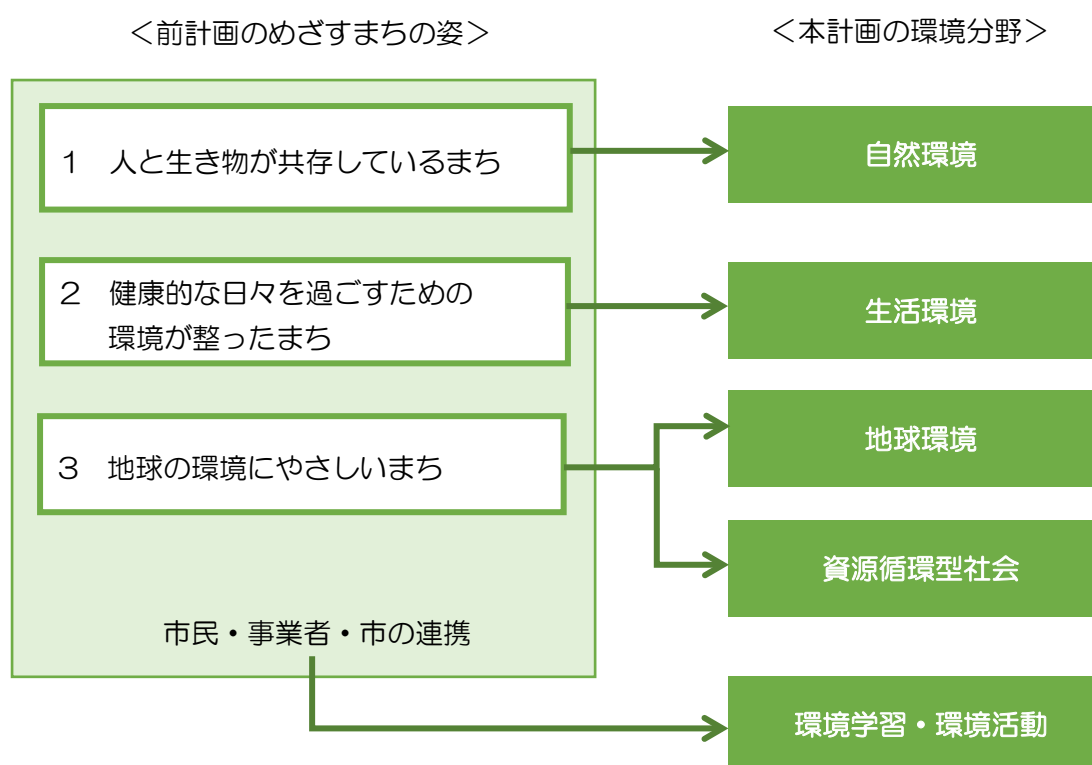 ＜前計画のめざすまちの姿＞
＜本計画の環境分野＞
１　人と生き物が共存しているまち
自然環境
２　健康的な日々を過ごすための
環境が整ったまち
生活環境
３　地球の環境にやさしいまち
地球環境
資源循環型社会
市民・事業者・市の連携
環境学習・環境活動